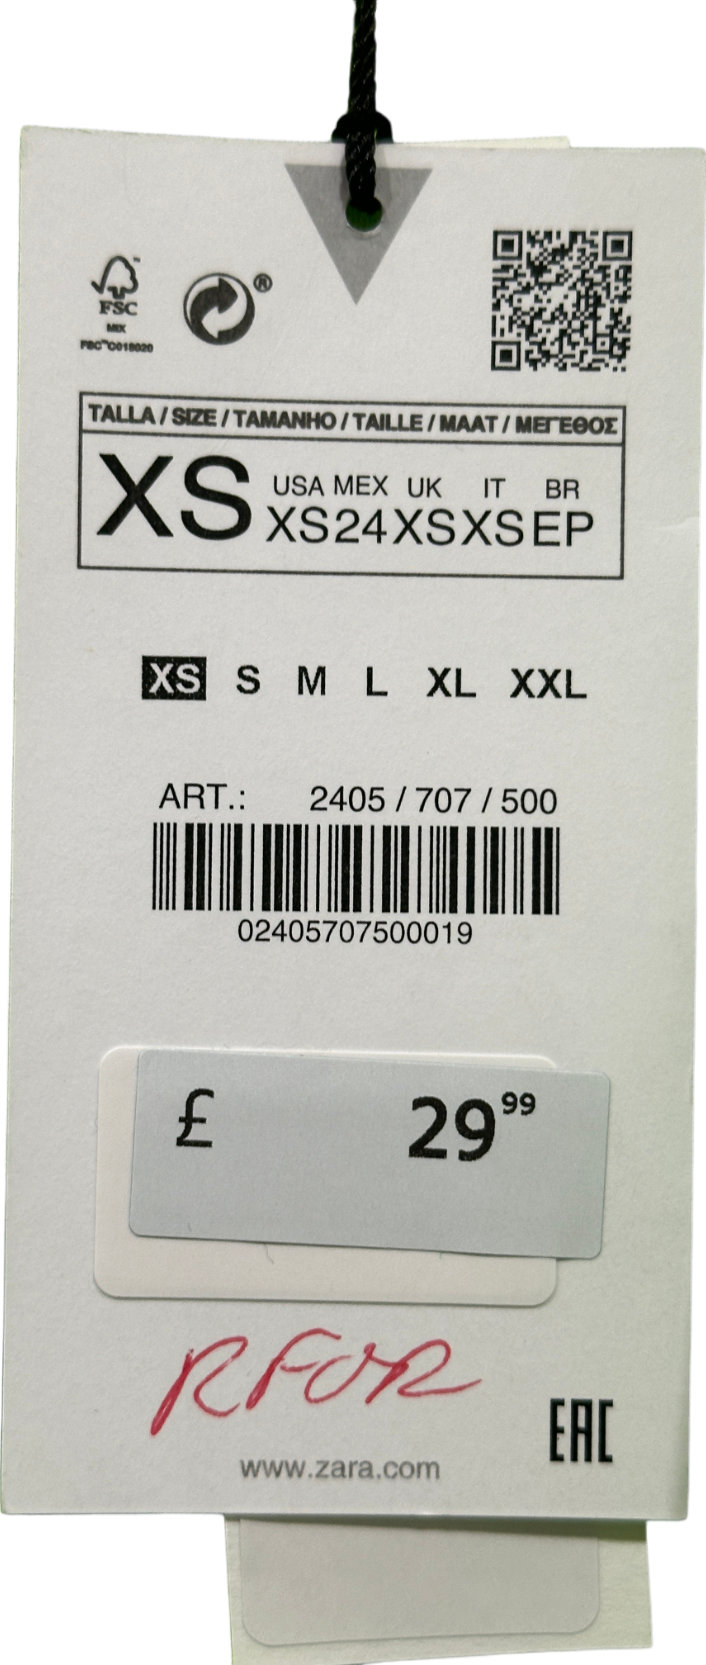 FSC
MIX
FSC™C018020
®
TALLA / SIZE / TAMANHO / TAILLE / MAAT / ΜΕΓΕΘΟΣ
XS
USA MEX UK IT BR
XS 24 XS XS EP
XS S M L XL XXL
ART.: 2405 / 707 / 500
02405707500019
£ 29⁹⁹
RFOR
EAC
www.zara.com